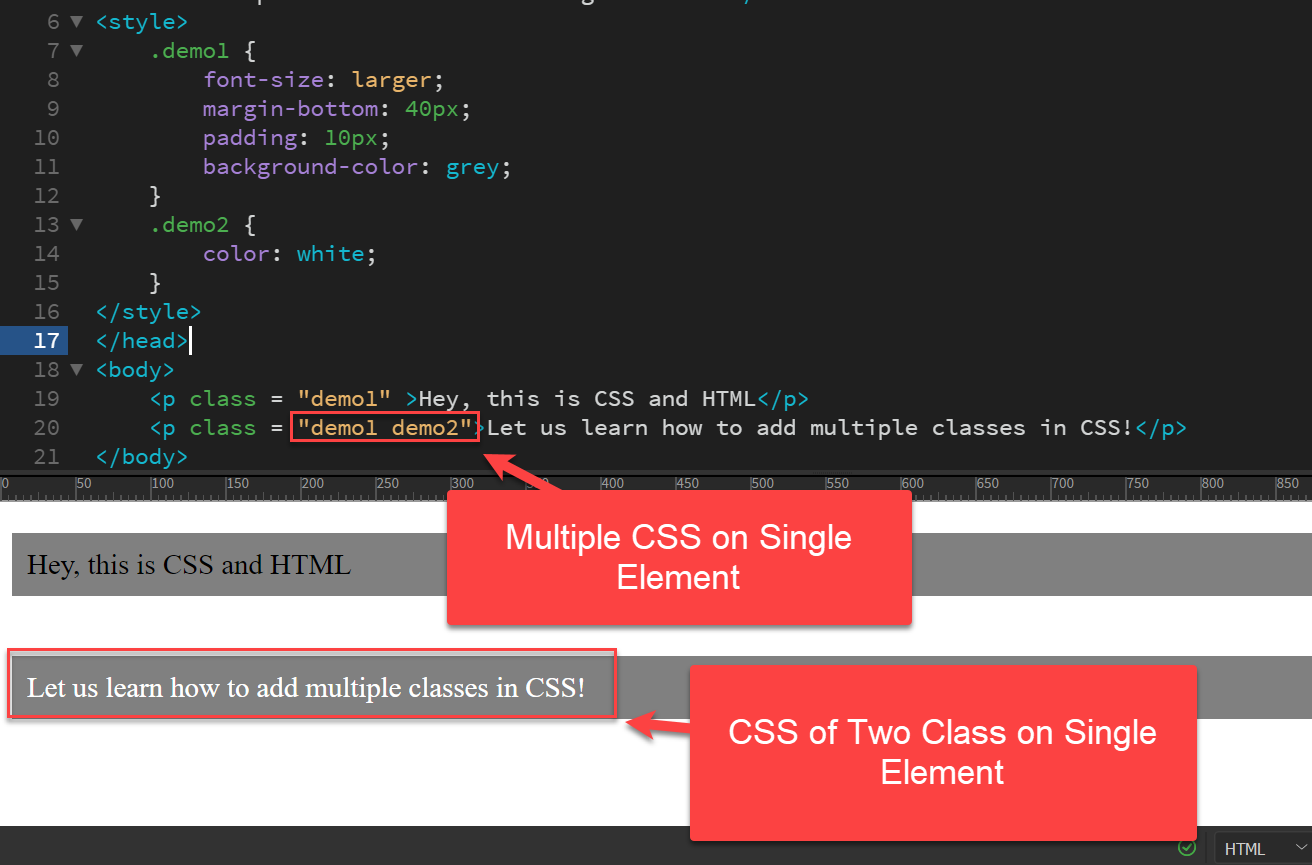 6 <style>
7 .demo1 {
8 font-size: larger;
9 margin-bottom: 40px;
10 padding: 10px;
11 background-color: grey;
12 }
13 .demo2 {
14 color: white;
15 }
16 </style>
17 </head>
18 <body>
19 <p class = "demo1" >Hey, this is CSS and HTML</p>
20 <p class = "demo1 demo2">Let us learn how to add multiple classes in CSS!</p>
21 </body>
0 50 100 150 200 250 300 350 400 450 500 550 600 650 700 750 800 850
Multiple CSS on Single
Element
Hey, this is CSS and HTML
Let us learn how to add multiple classes in CSS!
CSS of Two Class on Single
Element
HTML